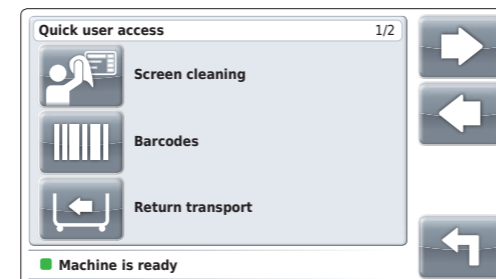 Quick user access 1/2
Screen cleaning
Barcodes
Return transport
Machine is ready